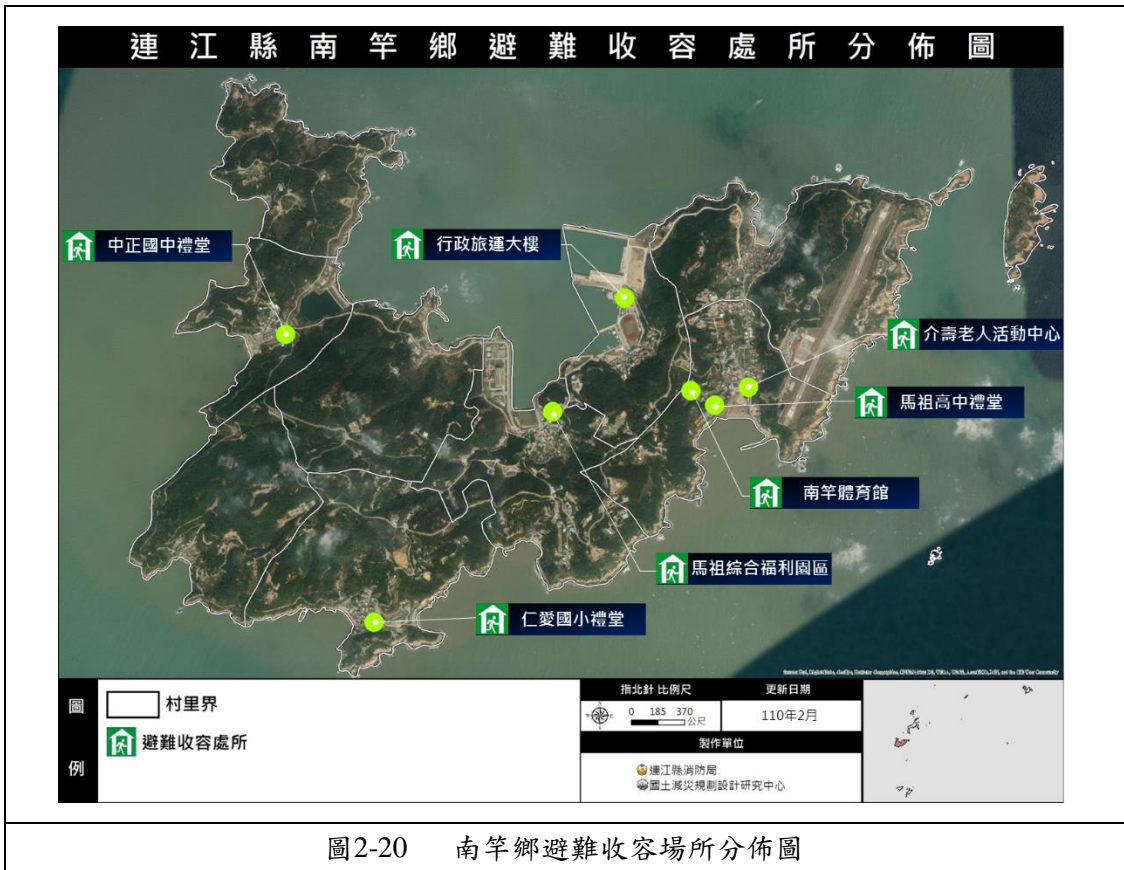 連江縣南竿鄉避難收容處所分佈圖
中正國中禮堂
行政旅運大樓
介壽老人活動中心
馬祖高中禮堂
南竿體育館
馬祖綜合福利園區
仁愛國小禮堂
圖例
村里界
避難收容處所
指北針 比例尺
0 185 370
公尺
更新日期
110年2月
製作單位
連江縣消防局
國土減災規劃設計研究中心
圖2-20 南竿鄉避難收容場所分佈圖